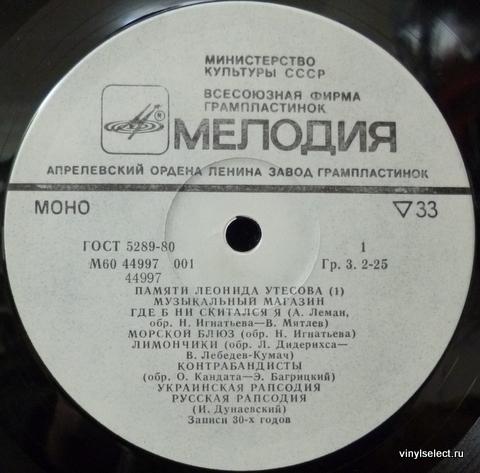 МИНИСТЕРСТВО
КУЛЬТУРЫ СССР
ВСЕСОЮЗНАЯ ФИРМА
ГРАМПЛАСТИНОК
МЕЛОДИЯ
АПРЕЛЕВСКИЙ ОРДЕНА ЛЕНИНА ЗАВОД ГРАМПЛАСТИНОК
МОНО ▽33
ГОСТ 5289-80 1
М60 44997 001 Гр. 3. 2-25
44997
ПАМЯТИ ЛЕОНИДА УТЕСОВА (1)
МУЗЫКАЛЬНЫЙ МАГАЗИН
ГДЕ Б НИ СКИТАЛСЯ Я (А. Леман,
обр. Н. Игнатьева—В. Мятлев)
МОРСКОЙ БЛЮЗ (обр. Н. Игнатьева)
ЛИМОНЧИКИ (обр. Л. Дидерихса—
В. Лебедев-Кумач)
КОНТРАБАНДИСТЫ
(обр. О. Кандата—Э. Багрицкий)
УКРАИНСКАЯ РАПСОДИЯ
РУССКАЯ РАПСОДИЯ
(И. Дунаевский)
Записи 30-х годов
vinylselect.ru